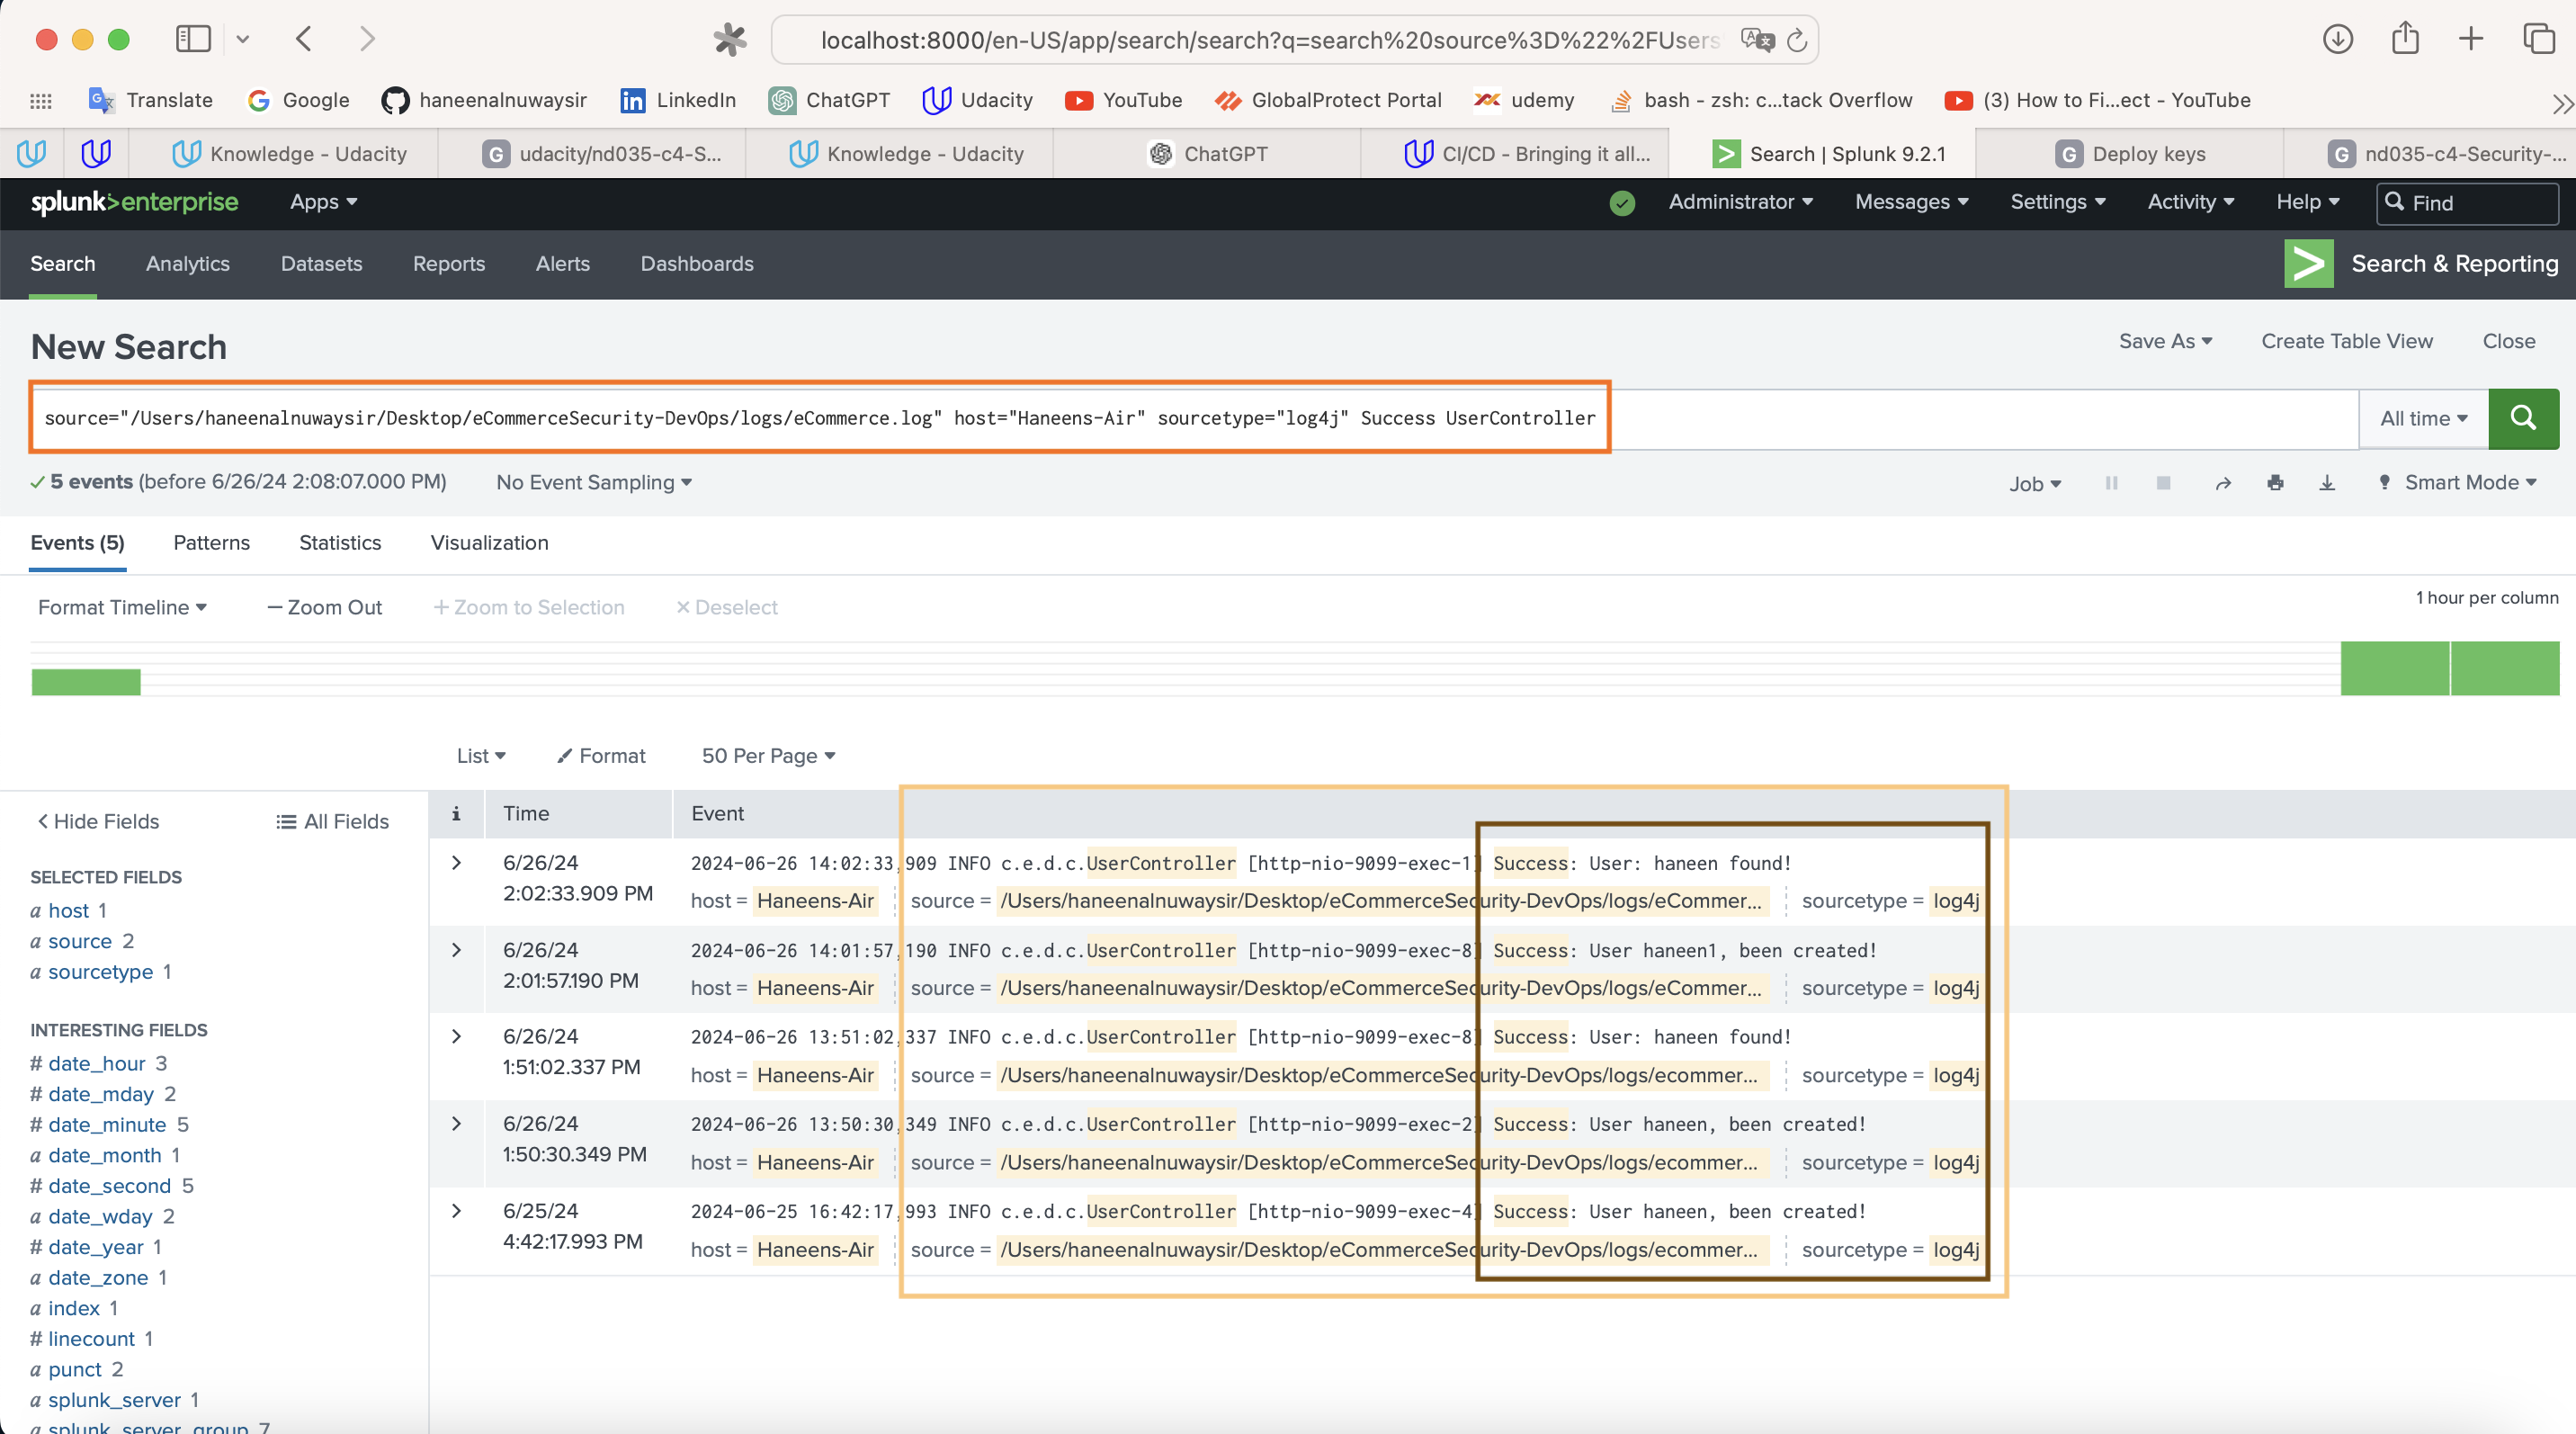 localhost:8000/en-US/app/search/search?q=search%20source%3D%22%2FUsers
Translate Google haneenalnuwaysir LinkedIn ChatGPT Udacity YouTube GlobalProtect Portal udemy bash - zsh: c...tack Overflow (3) How to Fi...ect - YouTube
Knowledge - Udacity udacity/nd035-c4-S... Knowledge - Udacity ChatGPT CI/CD - Bringing it all... Search | Splunk 9.2.1 Deploy keys nd035-c4-Security-...
splunk>enterprise Apps Administrator Messages Settings Activity Help Find
Search Analytics Datasets Reports Alerts Dashboards Search & Reporting
New Search Save As Create Table View Close
source="/Users/haneenalnuwaysir/Desktop/eCommerceSecurity-DevOps/logs/eCommerce.log" host="Haneens-Air" sourcetype="log4j" Success UserController All time
5 events (before 6/26/24 2:08:07.000 PM) No Event Sampling Job Smart Mode
Events (5) Patterns Statistics Visualization
Format Timeline — Zoom Out + Zoom to Selection × Deselect 1 hour per column
List Format 50 Per Page
Hide Fields All Fields
SELECTED FIELDS
a host 1
a source 2
a sourcetype 1
INTERESTING FIELDS
# date_hour 3
# date_mday 2
# date_minute 5
a date_month 1
# date_second 5
a date_wday 2
# date_year 1
a date_zone 1
a index 1
# linecount 1
a punct 2
a splunk_server 1
a splunk_server_group 7
i Time Event
6/26/24 2024-06-26 14:02:33,909 INFO c.e.d.c.UserController [http-nio-9099-exec-1] Success: User: haneen found!
2:02:33.909 PM host = Haneens-Air source = /Users/haneenalnuwaysir/Desktop/eCommerceSecurity-DevOps/logs/eCommer... sourcetype = log4j
6/26/24 2024-06-26 14:01:57,190 INFO c.e.d.c.UserController [http-nio-9099-exec-8] Success: User haneen1, been created!
2:01:57.190 PM host = Haneens-Air source = /Users/haneenalnuwaysir/Desktop/eCommerceSecurity-DevOps/logs/eCommer... sourcetype = log4j
6/26/24 2024-06-26 13:51:02,337 INFO c.e.d.c.UserController [http-nio-9099-exec-8] Success: User: haneen found!
1:51:02.337 PM host = Haneens-Air source = /Users/haneenalnuwaysir/Desktop/eCommerceSecurity-DevOps/logs/ecommer... sourcetype = log4j
6/26/24 2024-06-26 13:50:30,349 INFO c.e.d.c.UserController [http-nio-9099-exec-2] Success: User haneen, been created!
1:50:30.349 PM host = Haneens-Air source = /Users/haneenalnuwaysir/Desktop/eCommerceSecurity-DevOps/logs/ecommer... sourcetype = log4j
6/25/24 2024-06-25 16:42:17,993 INFO c.e.d.c.UserController [http-nio-9099-exec-4] Success: User haneen, been created!
4:42:17.993 PM host = Haneens-Air source = /Users/haneenalnuwaysir/Desktop/eCommerceSecurity-DevOps/logs/ecommer... sourcetype = log4j